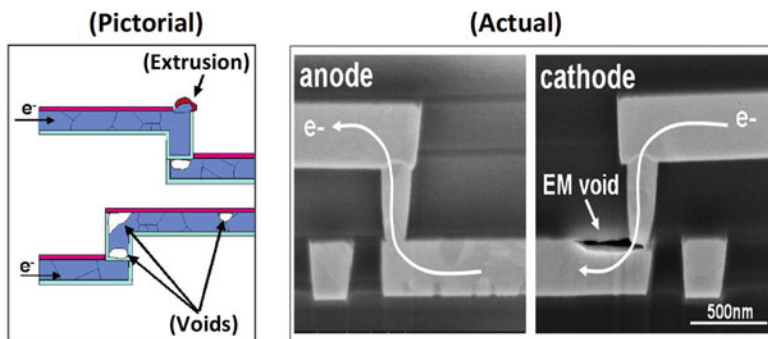 (Pictorial)
(Actual)
(Extrusion)
e-
e-
(Voids)
anode
e-
cathode
e-
EM void
500nm